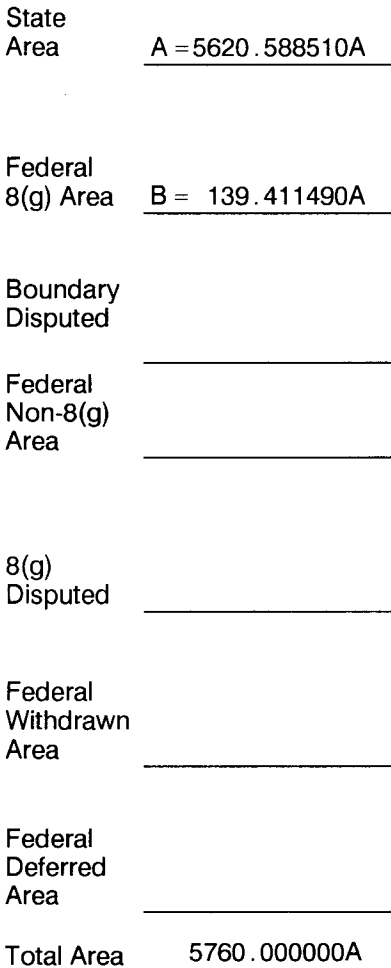 State
Area A = 5620.588510A
Federal
8(g) Area B = 139.411490A
Boundary
Disputed
Federal
Non-8(g)
Area
8(g)
Disputed
Federal
Withdrawn
Area
Federal
Deferred
Area
Total Area 5760.000000A